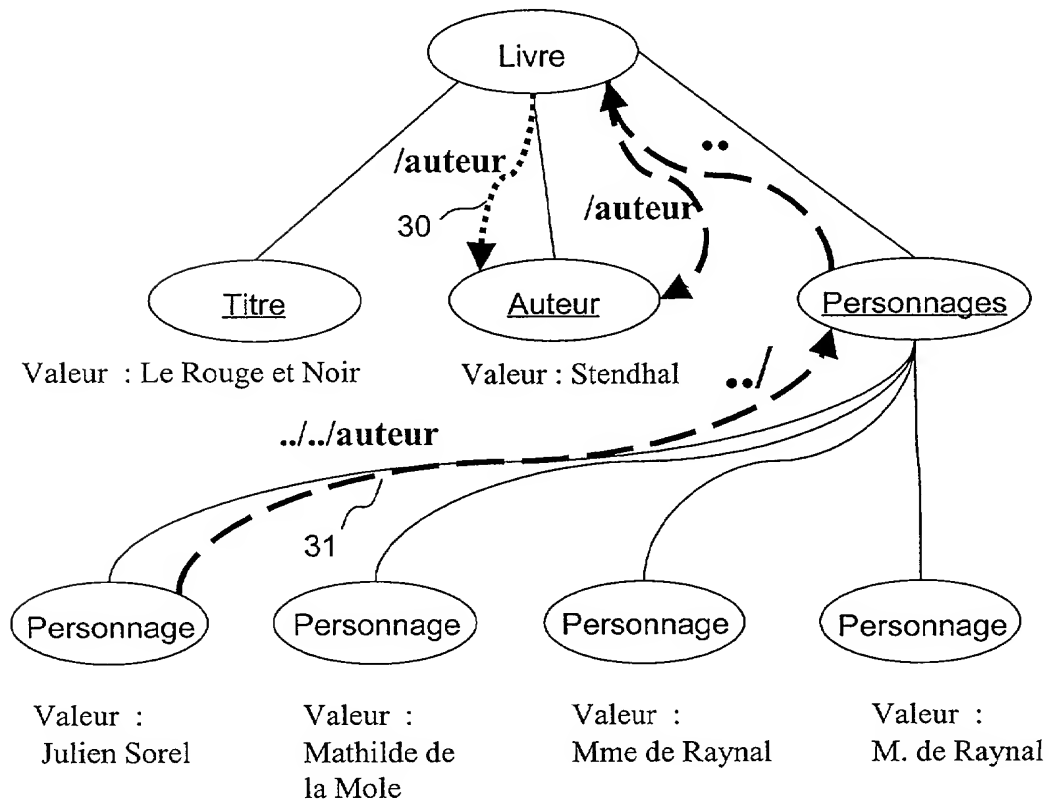 Livre
••
/auteur
/auteur
30
Titre
Auteur
Personnages
Valeur : Le Rouge et Noir
Valeur : Stendhal
••/
../../auteur
31
Personnage
Personnage
Personnage
Personnage
Valeur :
Julien Sorel
Valeur :
Mathilde de
la Mole
Valeur :
Mme de Raynal
Valeur :
M. de Raynal